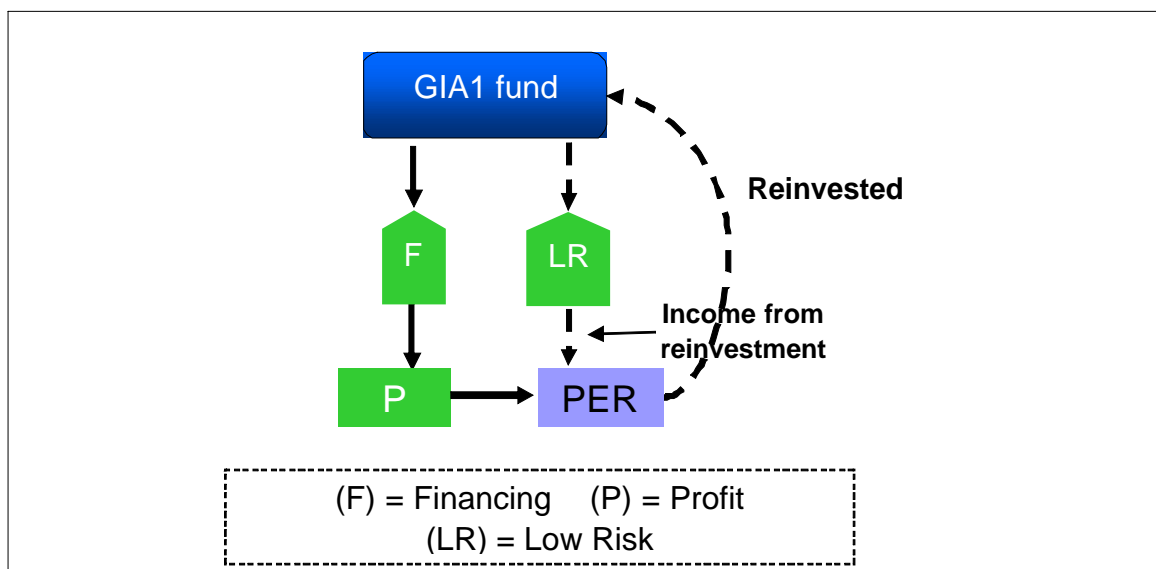 GIA1 fund
Reinvested
F
LR
Income from
reinvestment
P
PER
(F) = Financing (P) = Profit
(LR) = Low Risk